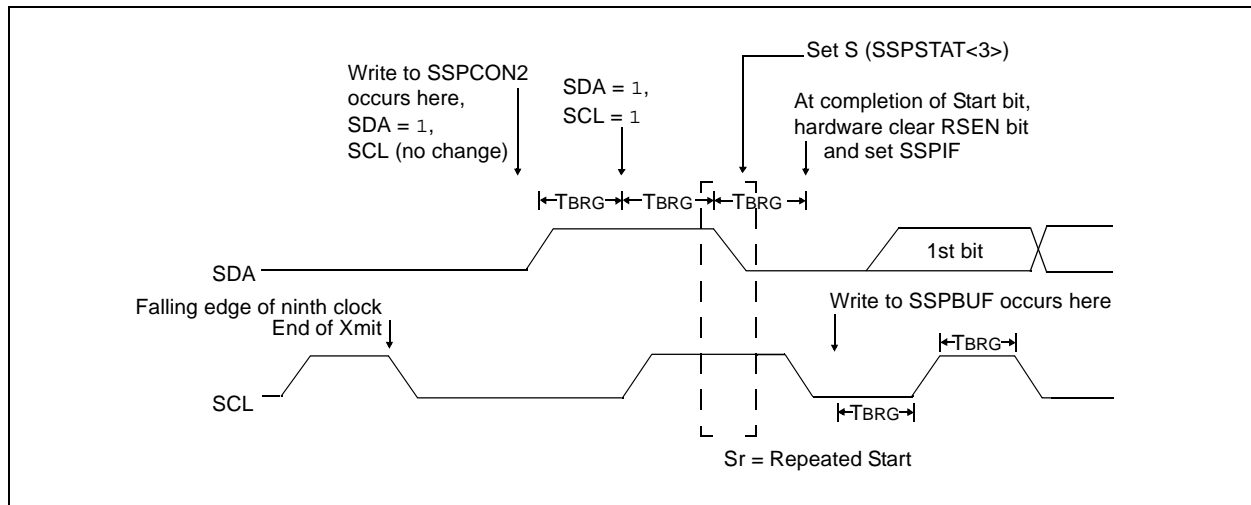 Set S (SSPSTAT<3>)
Write to SSPCON2
occurs here,
SDA = 1,
SCL (no change)
SDA = 1,
SCL = 1
At completion of Start bit,
hardware clear RSEN bit
and set SSPIF
TBRG
TBRG
TBRG
SDA
1st bit
Falling edge of ninth clock
End of Xmit
Write to SSPBUF occurs here
TBRG
SCL
TBRG
Sr = Repeated Start